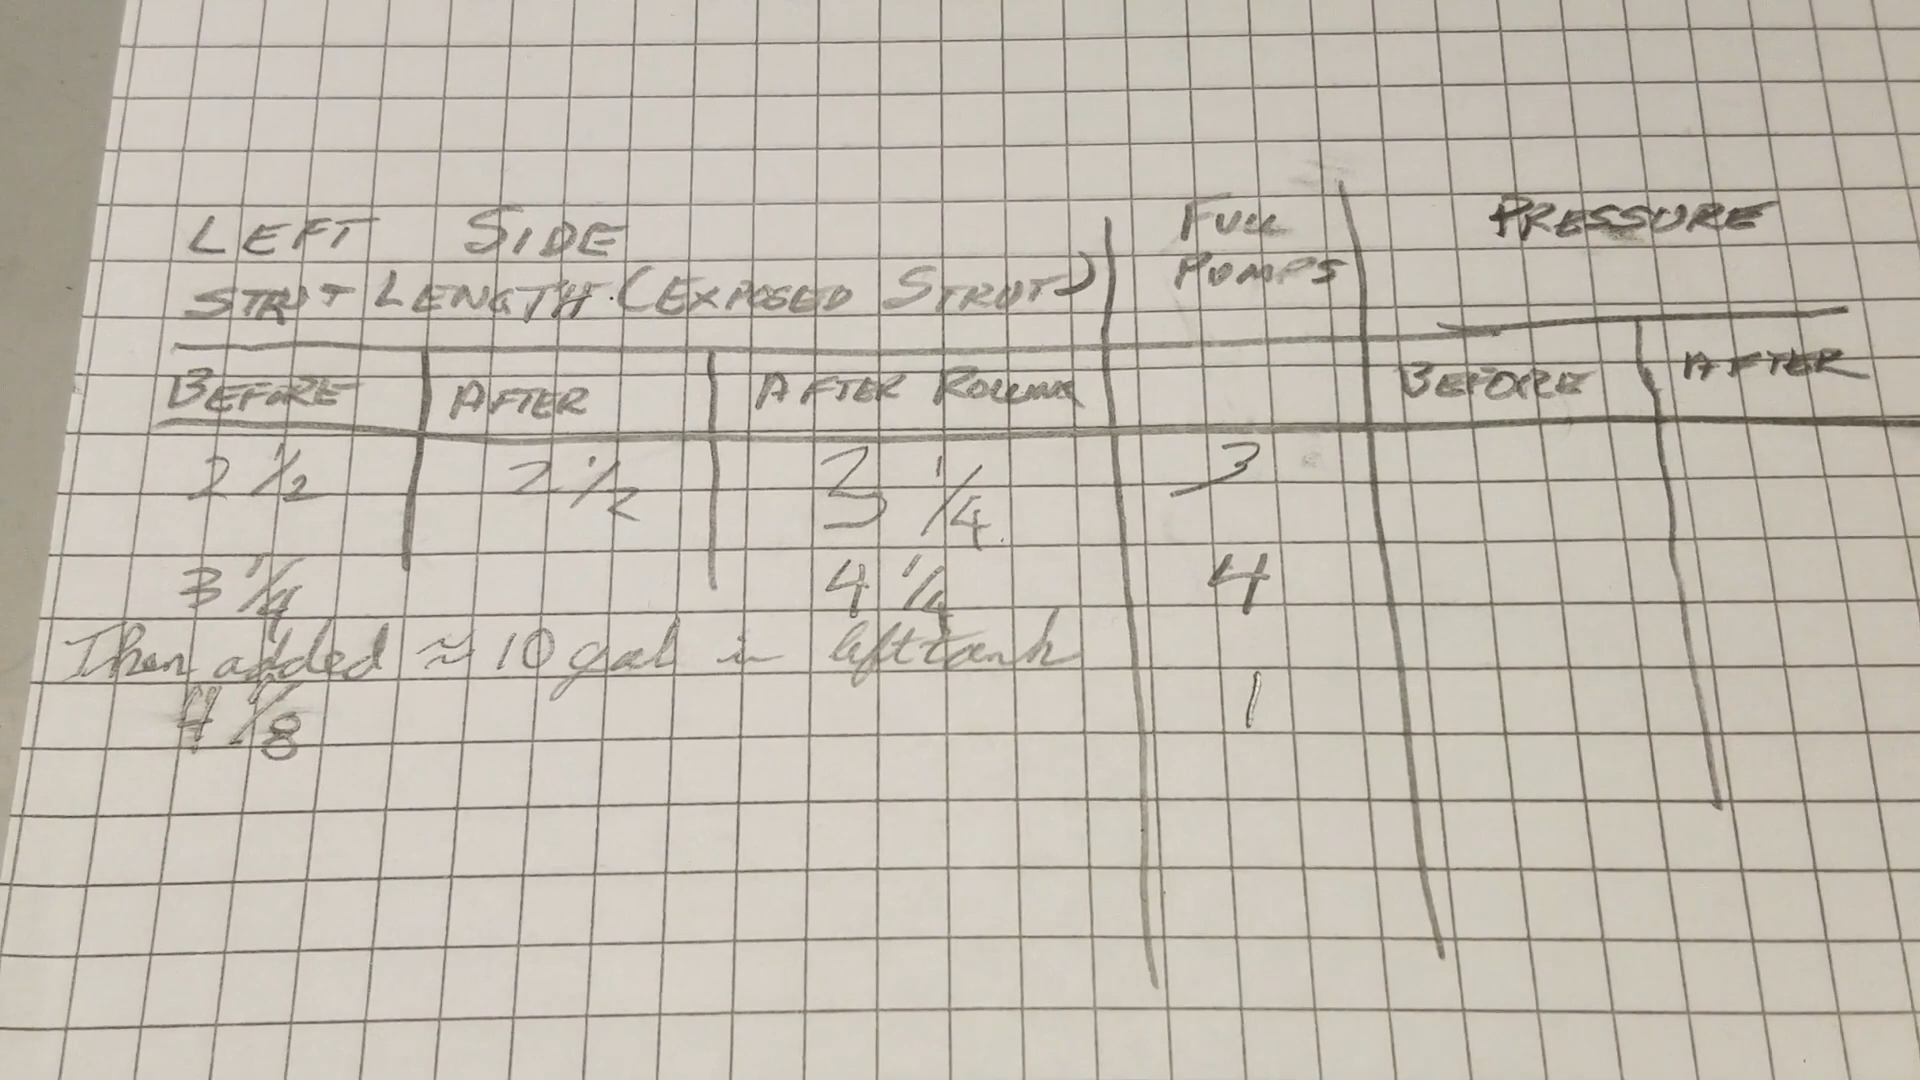 LEFT SIDE
STRUT LENGTH (EXPOSED STRUT)
FULL PUMPS
PRESSURE
BEFORE AFTER AFTER ROLLING BEFORE AFTER
2 1/2 2 1/2 3 1/4 3
3 1/4 4 1/4 4
Then added ≈ 10 gal in left tank
4 1/8 1